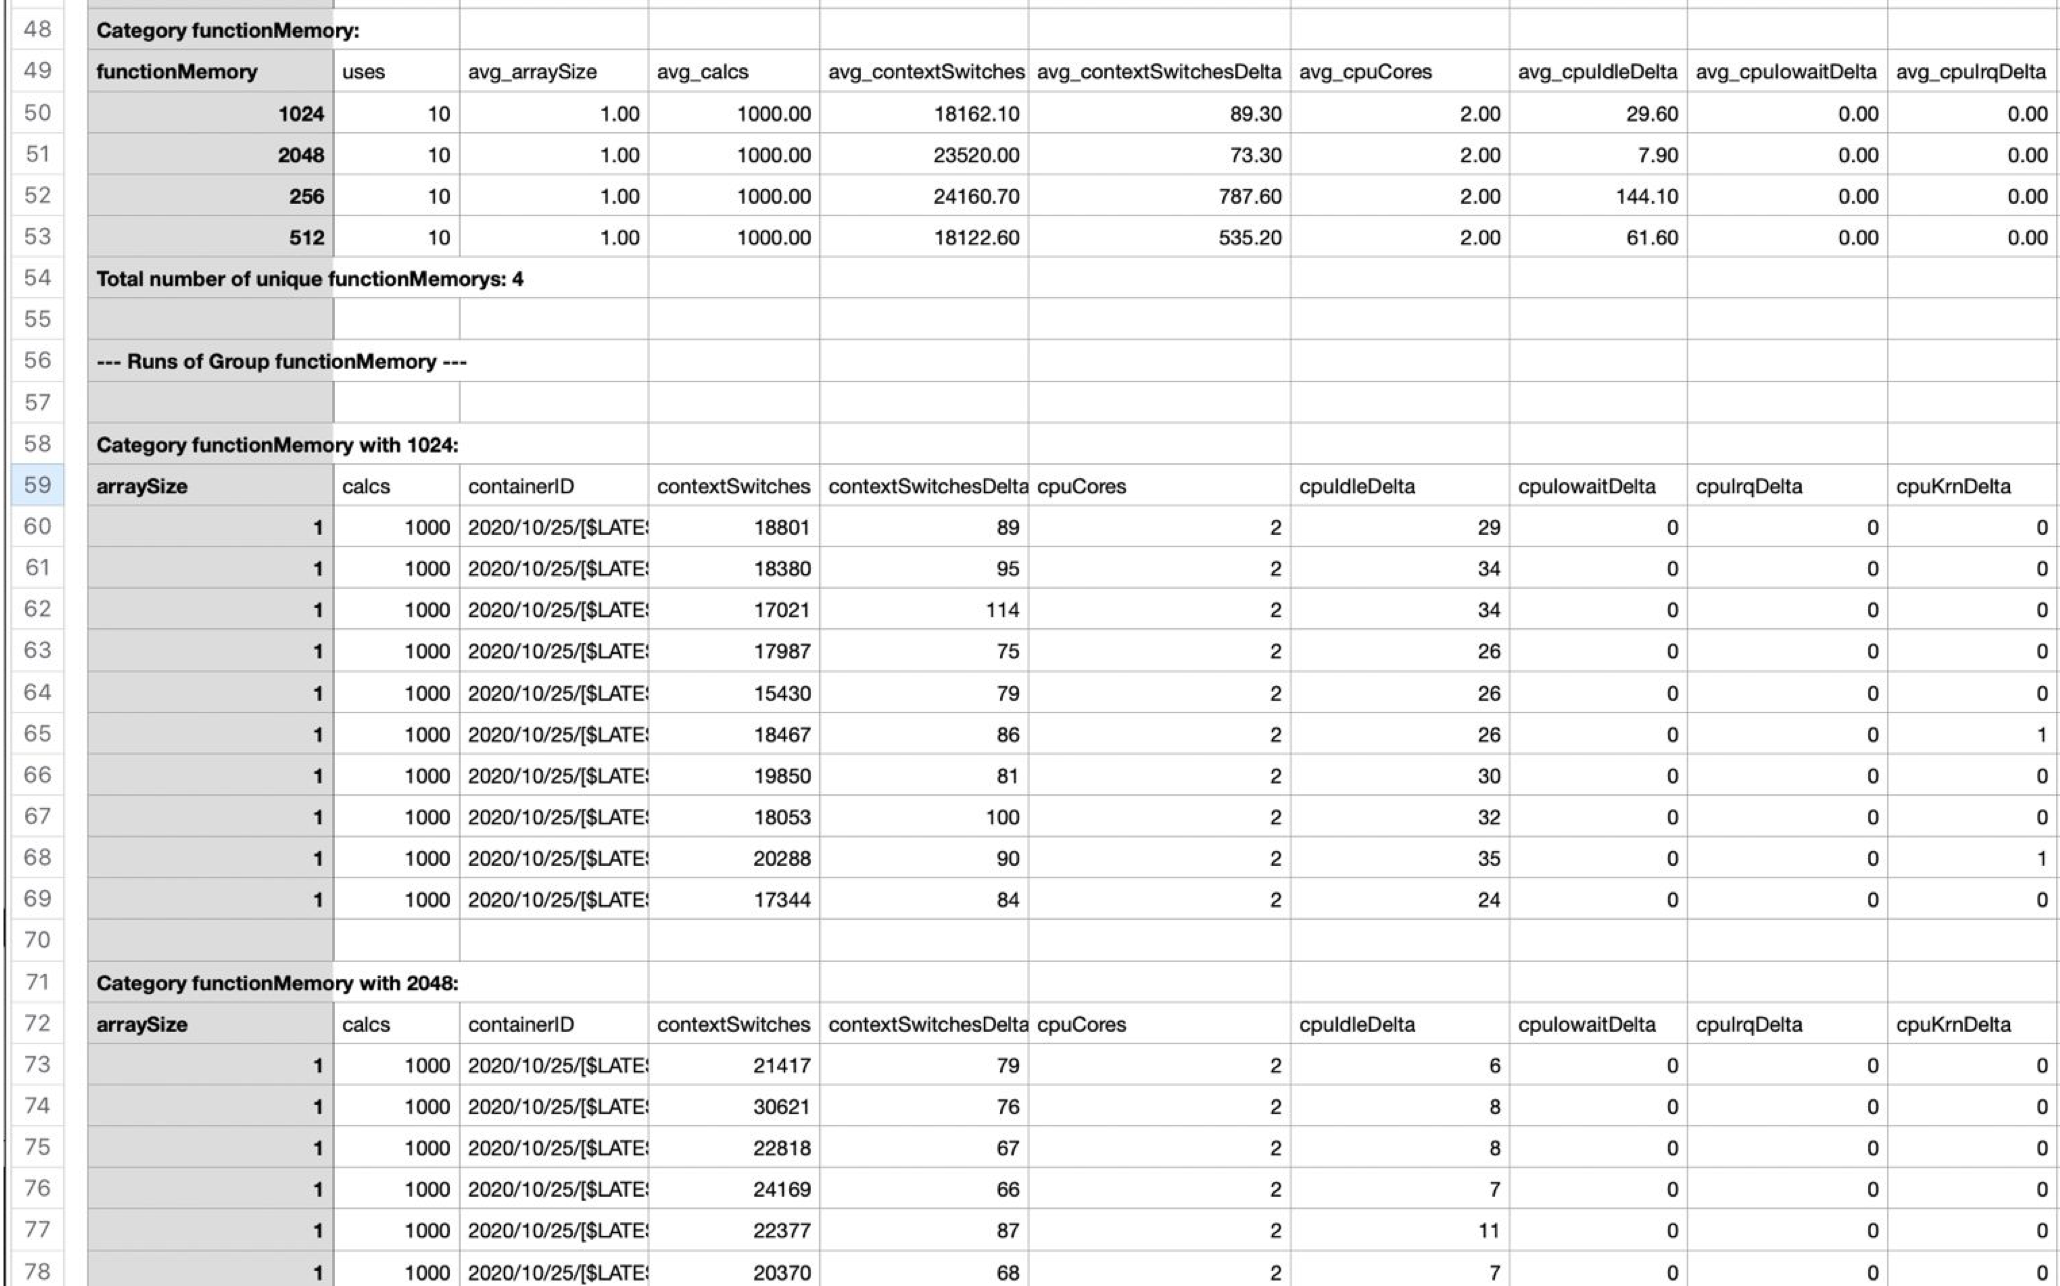 48 Category functionMemory:
49 functionMemory uses avg_arraySize avg_calcs avg_contextSwitches avg_contextSwitchesDelta avg_cpuCores avg_cpuIdleDelta avg_cpuIowaitDelta avg_cpuIrqDelta
50 1024 10 1.00 1000.00 18162.10 89.30 2.00 29.60 0.00 0.00
51 2048 10 1.00 1000.00 23520.00 73.30 2.00 7.90 0.00 0.00
52 256 10 1.00 1000.00 24160.70 787.60 2.00 144.10 0.00 0.00
53 512 10 1.00 1000.00 18122.60 535.20 2.00 61.60 0.00 0.00
54 Total number of unique functionMemorys: 4
55
56 --- Runs of Group functionMemory ---
57
58 Category functionMemory with 1024:
59 arraySize calcs containerID contextSwitches contextSwitchesDelta cpuCores cpuIdleDelta cpuIowaitDelta cpuIrqDelta cpuKrnDelta
60 1 1000 2020/10/25/[$LATES 18801 89 2 29 0 0 0
61 1 1000 2020/10/25/[$LATES 18380 95 2 34 0 0 0
62 1 1000 2020/10/25/[$LATES 17021 114 2 34 0 0 0
63 1 1000 2020/10/25/[$LATES 17987 75 2 26 0 0 0
64 1 1000 2020/10/25/[$LATES 15430 79 2 26 0 0 0
65 1 1000 2020/10/25/[$LATES 18467 86 2 26 0 0 1
66 1 1000 2020/10/25/[$LATES 19850 81 2 30 0 0 0
67 1 1000 2020/10/25/[$LATES 18053 100 2 32 0 0 0
68 1 1000 2020/10/25/[$LATES 20288 90 2 35 0 0 1
69 1 1000 2020/10/25/[$LATES 17344 84 2 24 0 0 0
70
71 Category functionMemory with 2048:
72 arraySize calcs containerID contextSwitches contextSwitchesDelta cpuCores cpuIdleDelta cpuIowaitDelta cpuIrqDelta cpuKrnDelta
73 1 1000 2020/10/25/[$LATES 21417 79 2 6 0 0 0
74 1 1000 2020/10/25/[$LATES 30621 76 2 8 0 0 0
75 1 1000 2020/10/25/[$LATES 22818 67 2 8 0 0 0
76 1 1000 2020/10/25/[$LATES 24169 66 2 7 0 0 0
77 1 1000 2020/10/25/[$LATES 22377 87 2 11 0 0 0
78 1 1000 2020/10/25/[$LATES 20370 68 2 7 0 0 0